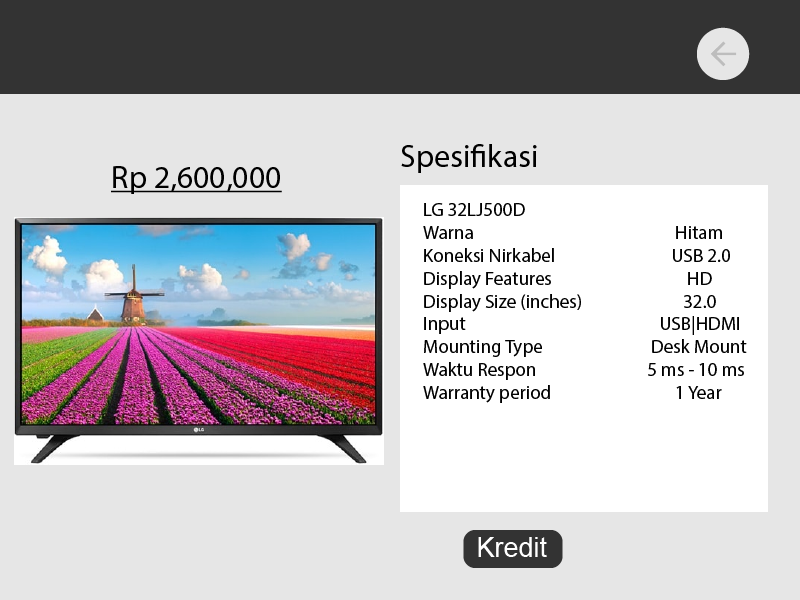 Rp 2,600,000
LG
Spesifikasi
LG 32LJ500D
Warna Hitam
Koneksi Nirkabel USB 2.0
Display Features HD
Display Size (inches) 32.0
Input USB|HDMI
Mounting Type Desk Mount
Waktu Respon 5 ms - 10 ms
Warranty period 1 Year
Kredit